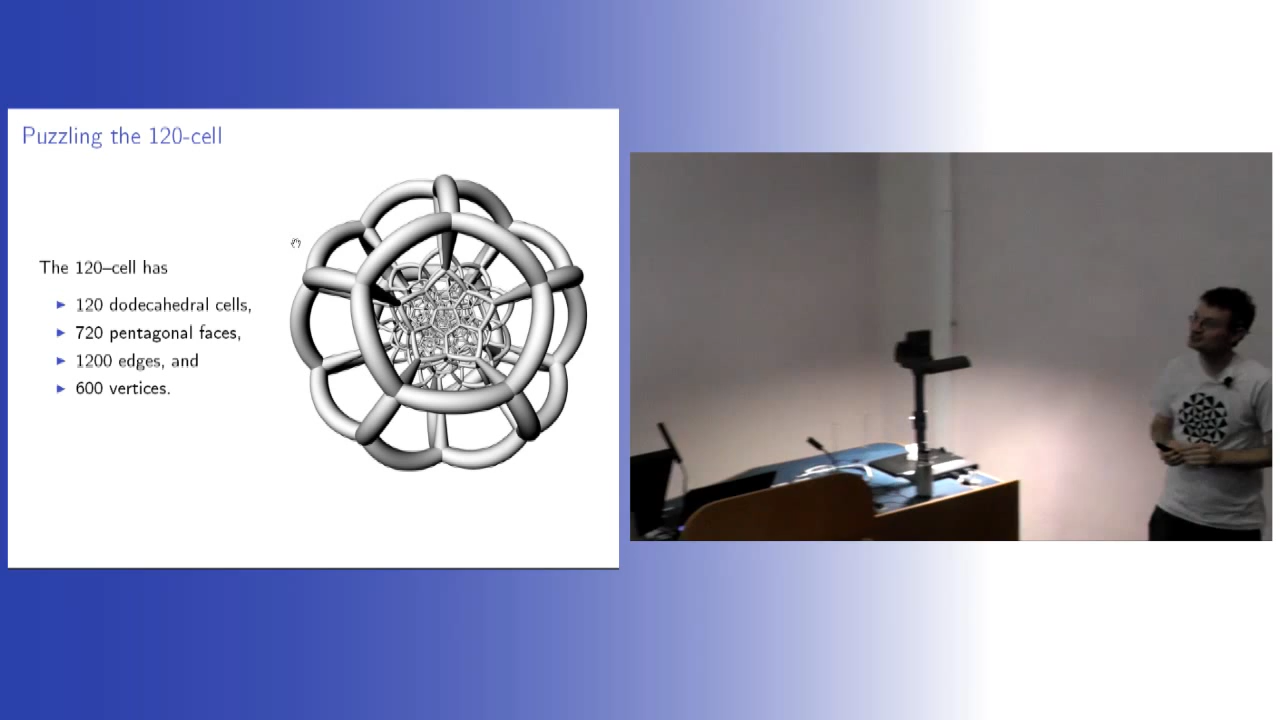 Puzzling the 120-cell
The 120–cell has
▶ 120 dodecahedral cells,
▶ 720 pentagonal faces,
▶ 1200 edges, and
▶ 600 vertices.